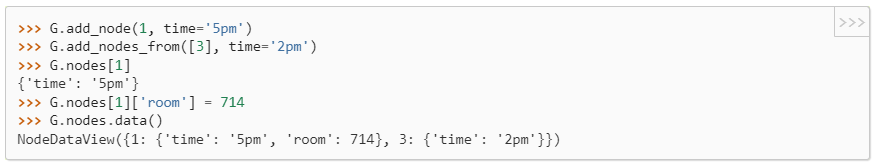 >>>
>>> G.add_node(1, time='5pm')
>>> G.add_nodes_from([3], time='2pm')
>>> G.nodes[1]
{'time': '5pm'}
>>> G.nodes[1]['room'] = 714
>>> G.nodes.data()
NodeDataView({1: {'time': '5pm', 'room': 714}, 3: {'time': '2pm'}})